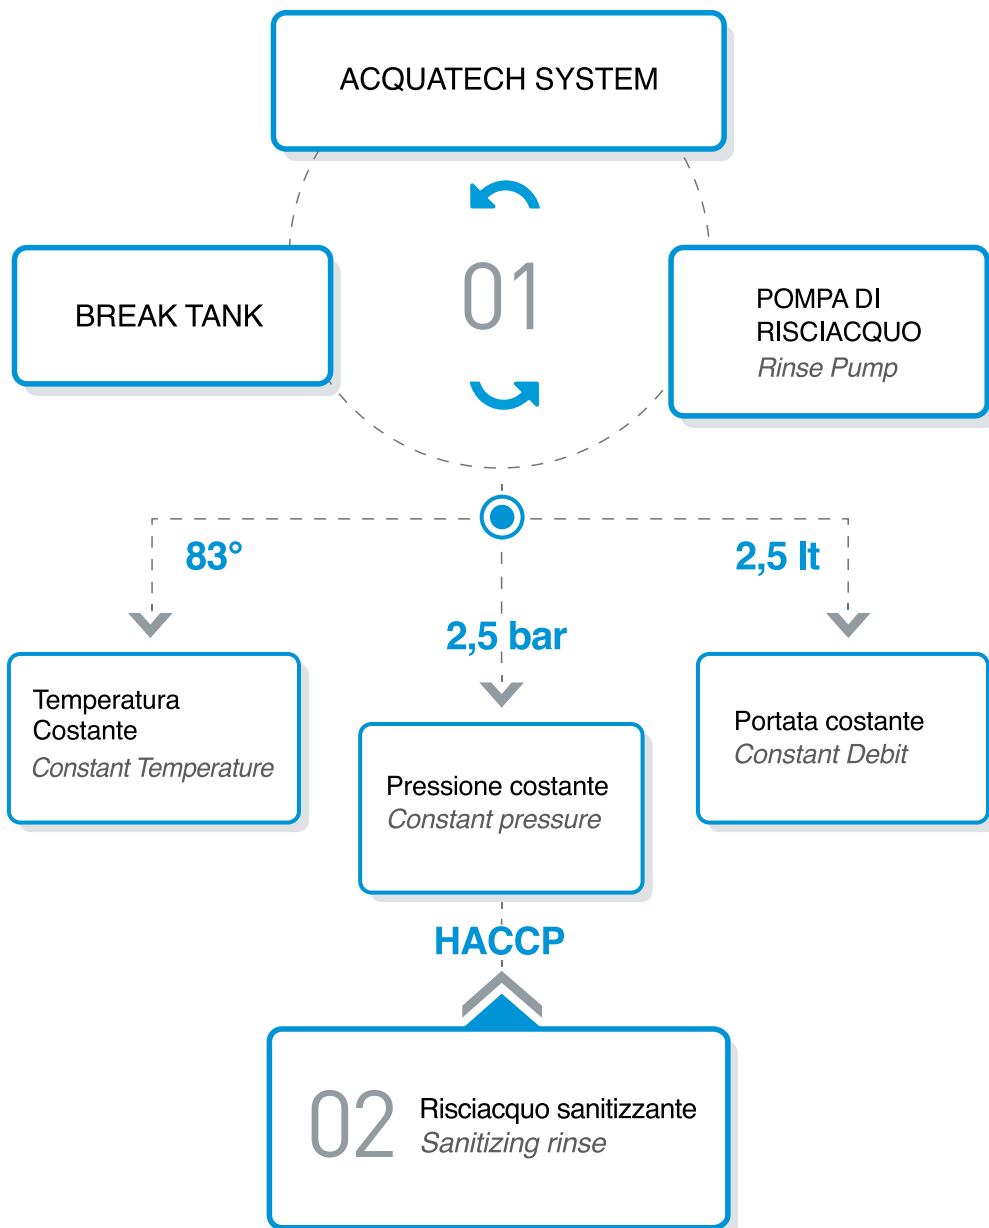 ACQUATECH SYSTEM
BREAK TANK
01
POMPA DI
RISCIACQUO
Rinse Pump
83°
2,5 bar
2,5 lt
Temperatura
Costante
Constant Temperature
Pressione costante
Constant pressure
Portata costante
Constant Debit
HACCP
02
Risciacquo sanitizzante
Sanitizing rinse